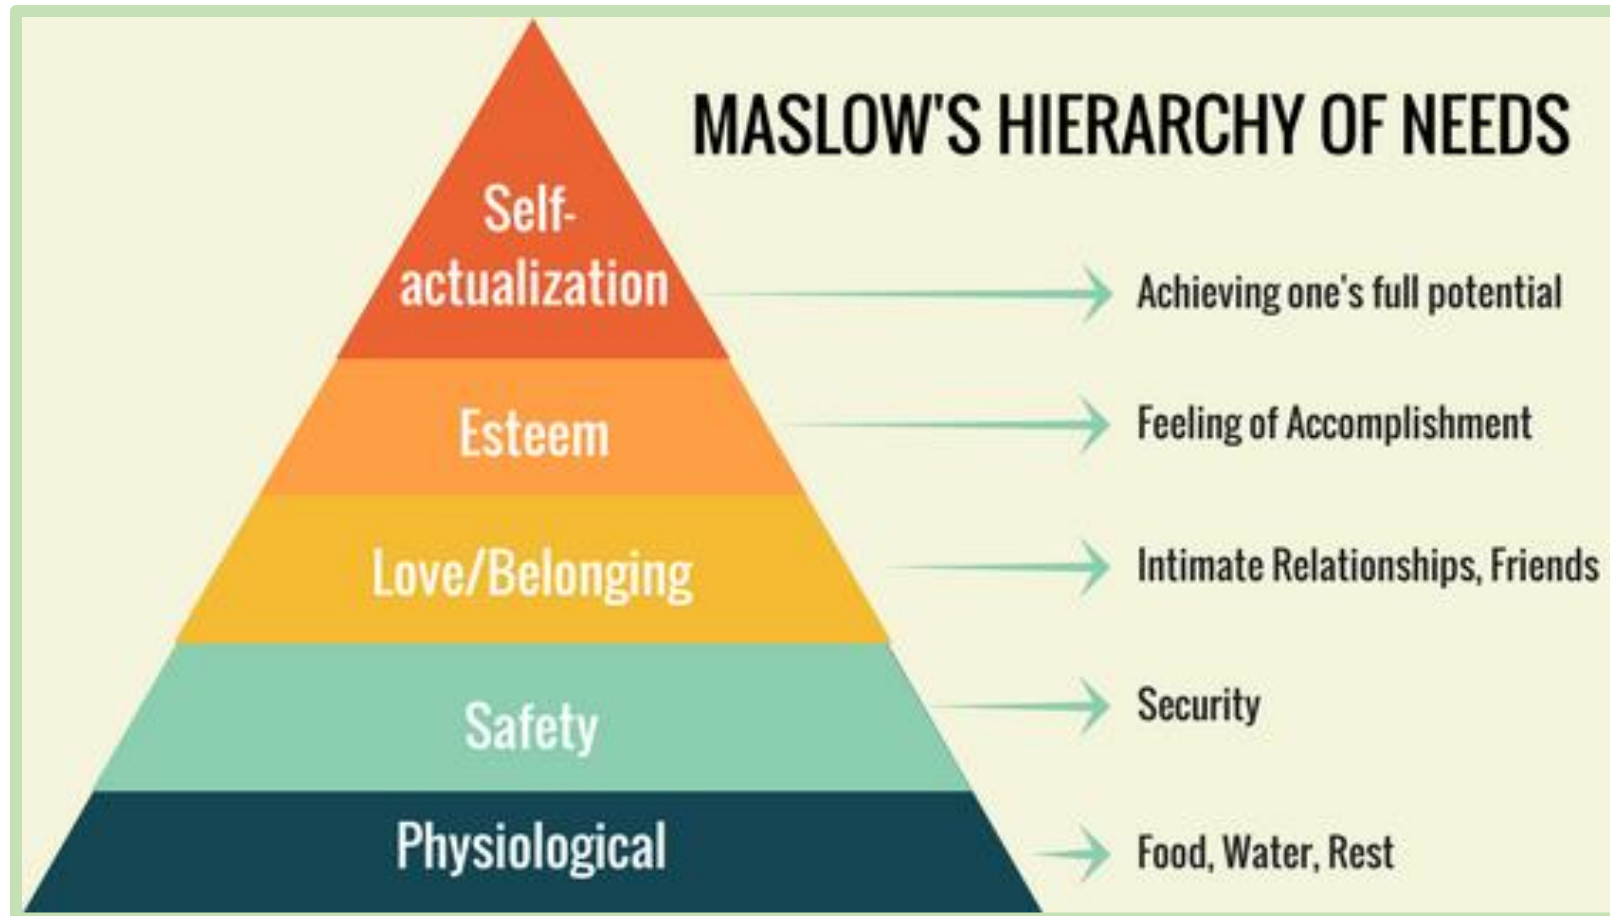 MASLOW'S HIERARCHY OF NEEDS
Self-
actualization
Achieving one's full potential
Esteem
Feeling of Accomplishment
Love/Belonging
Intimate Relationships, Friends
Safety
Security
Physiological
Food, Water, Rest